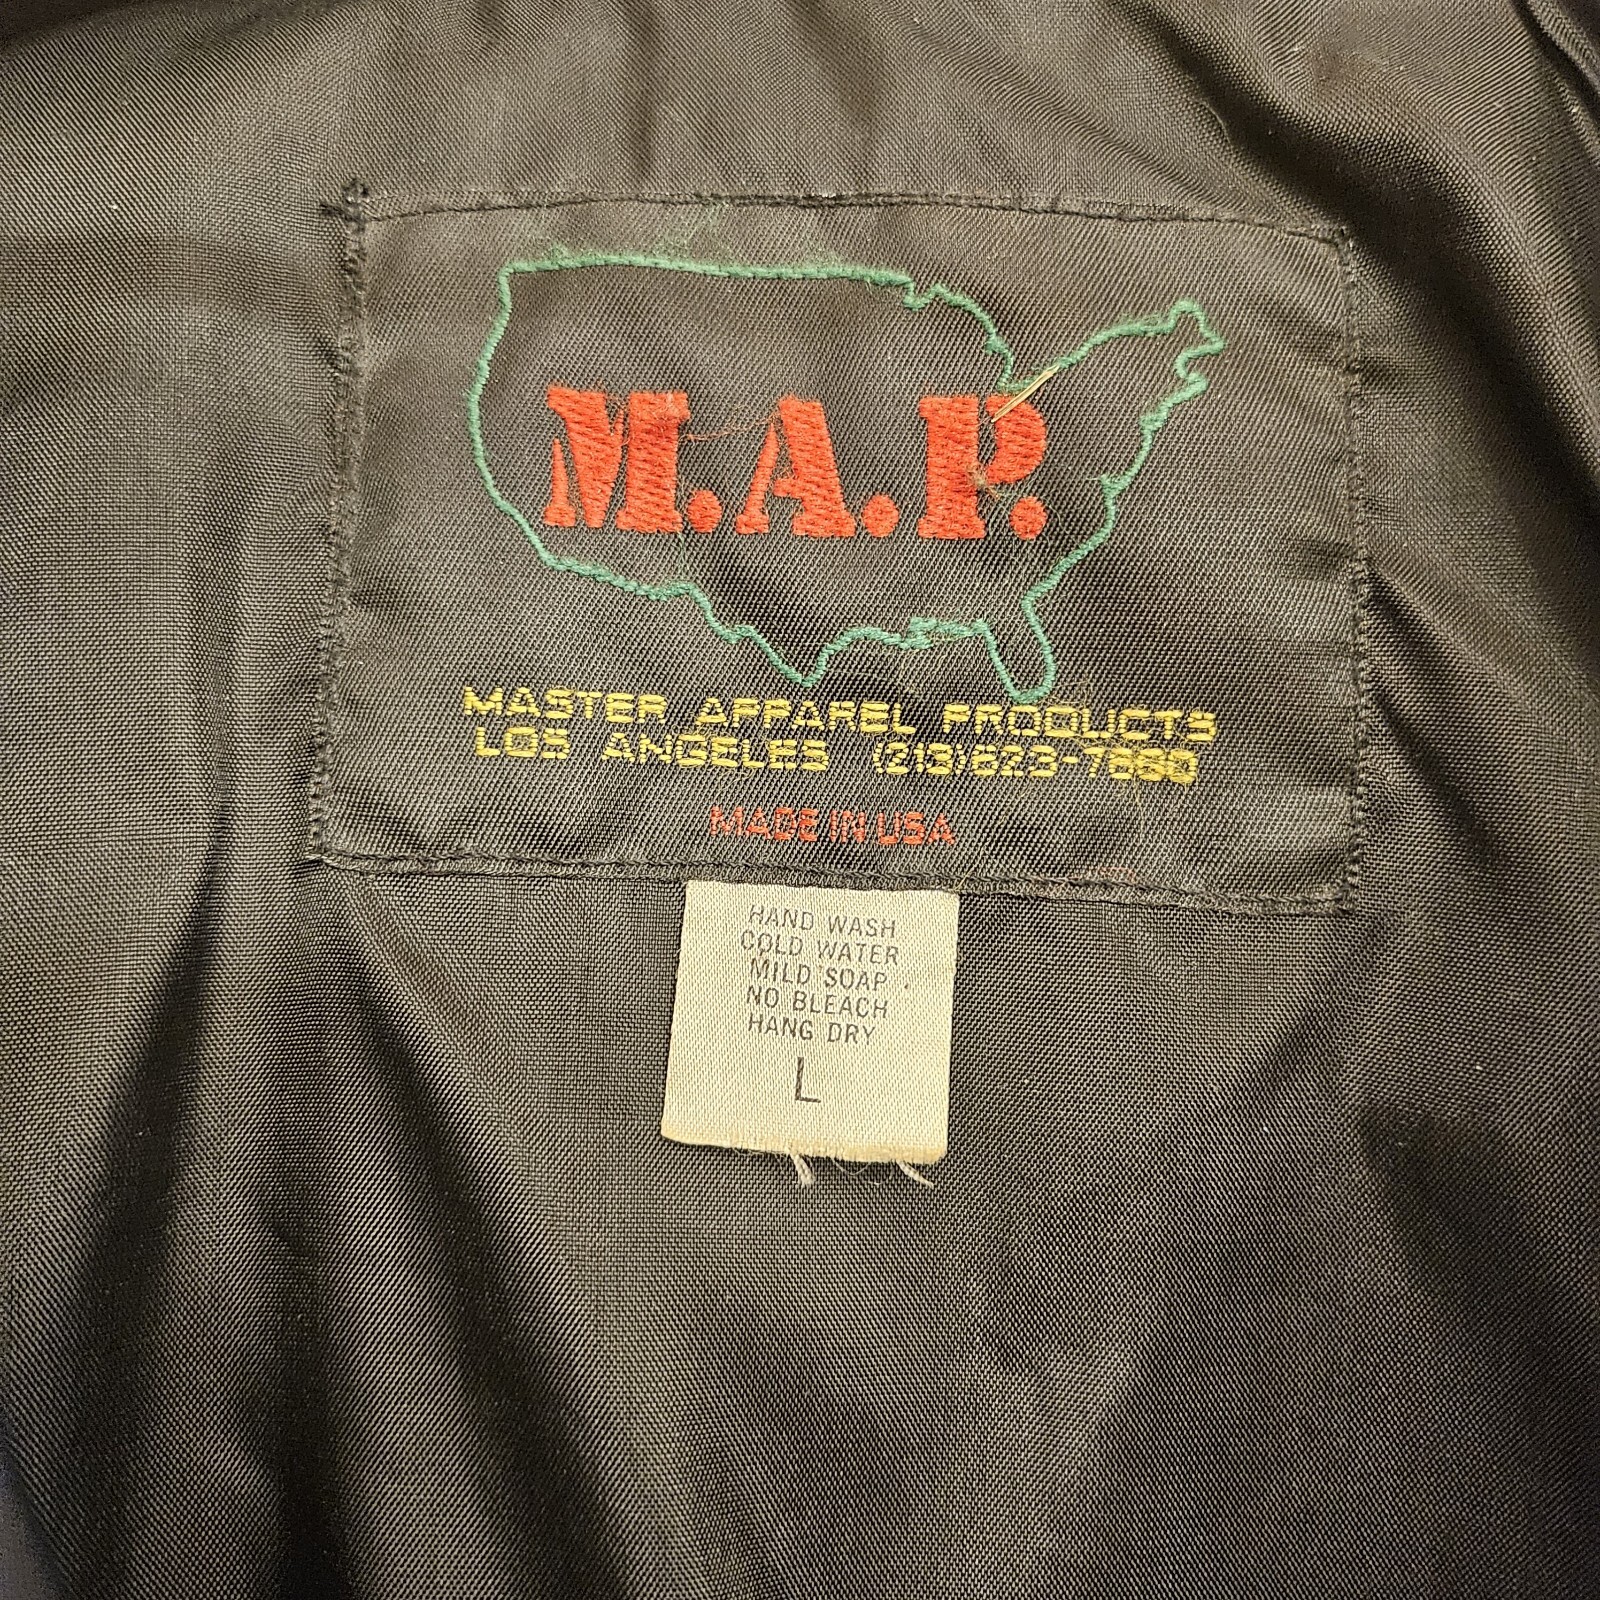 M.A.P.
MASTER APPAREL PRODUCTS
LOS ANGELES (213)623-
MADE IN USA
HAND WASH
COLD WATER
MILD SOAP
NO BLEACH
HANG DRY
L